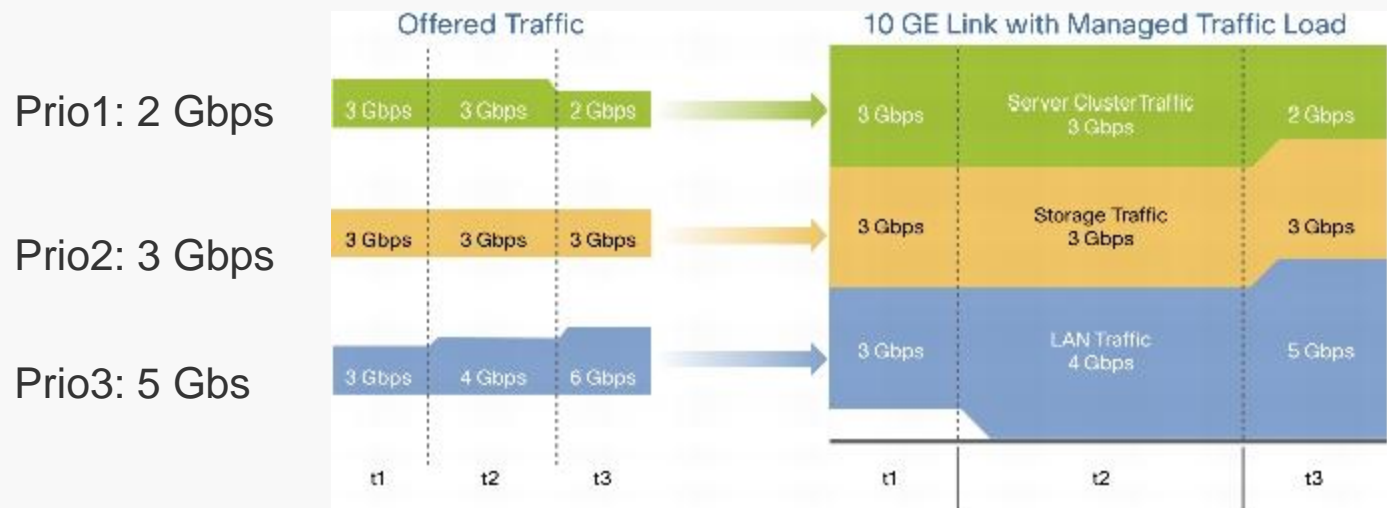 Offered Traffic
10 GE Link with Managed Traffic Load
Prio1: 2 Gbps
3 Gbps
3 Gbps
2 Gbps
3 Gbps
Server Cluster Traffic
3 Gbps
2 Gbps
Prio2: 3 Gbps
3 Gbps
3 Gbps
3 Gbps
3 Gbps
Storage Traffic
3 Gbps
3 Gbps
Prio3: 5 Gbs
3 Gbps
4 Gbps
6 Gbps
3 Gbps
LAN Traffic
4 Gbps
5 Gbps
t1
t2
t3
t1
t2
t3